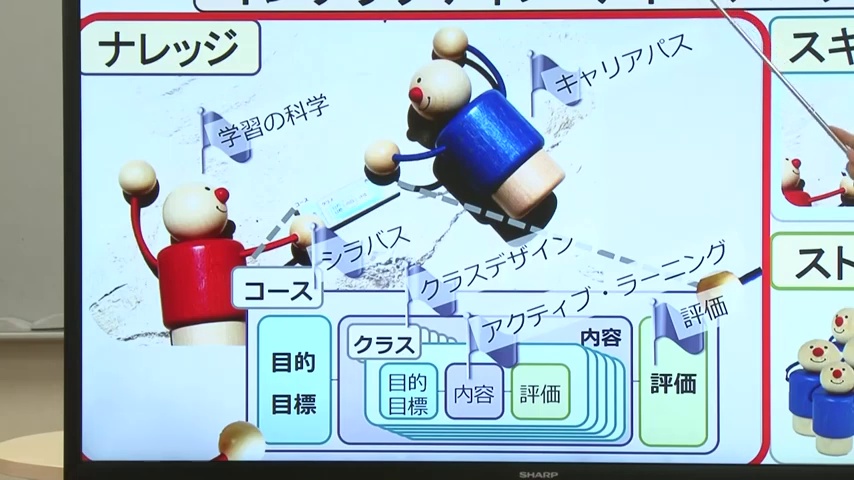 ナレッジ
スキ
キャリアパス
学習の科学
シラバス
クラスデザイン
アクティブ・ラーニング
評価
コース
スト
クラス
内容
目的
目標
目的
目標
内容
評価
評価
SHARP